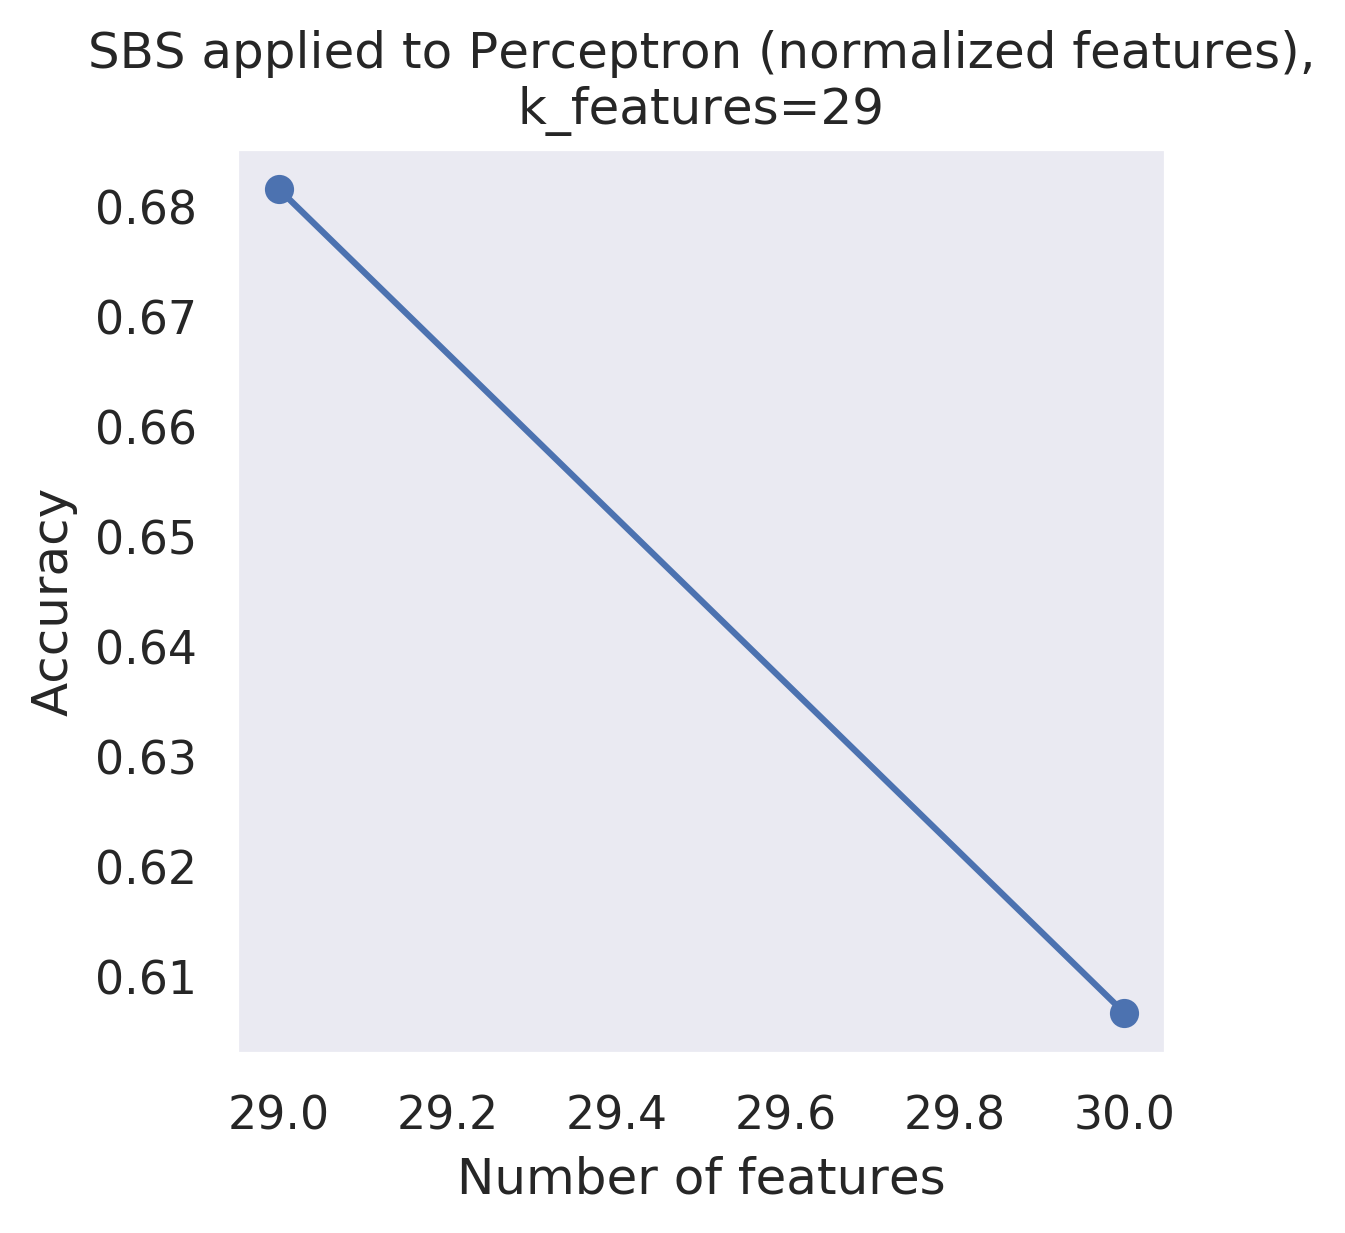 SBS applied to Perceptron (normalized features),
k_features=29
0.68
0.67
0.66
0.65
0.64
0.63
0.62
0.61
Accuracy
29.0 29.2 29.4 29.6 29.8 30.0
Number of features